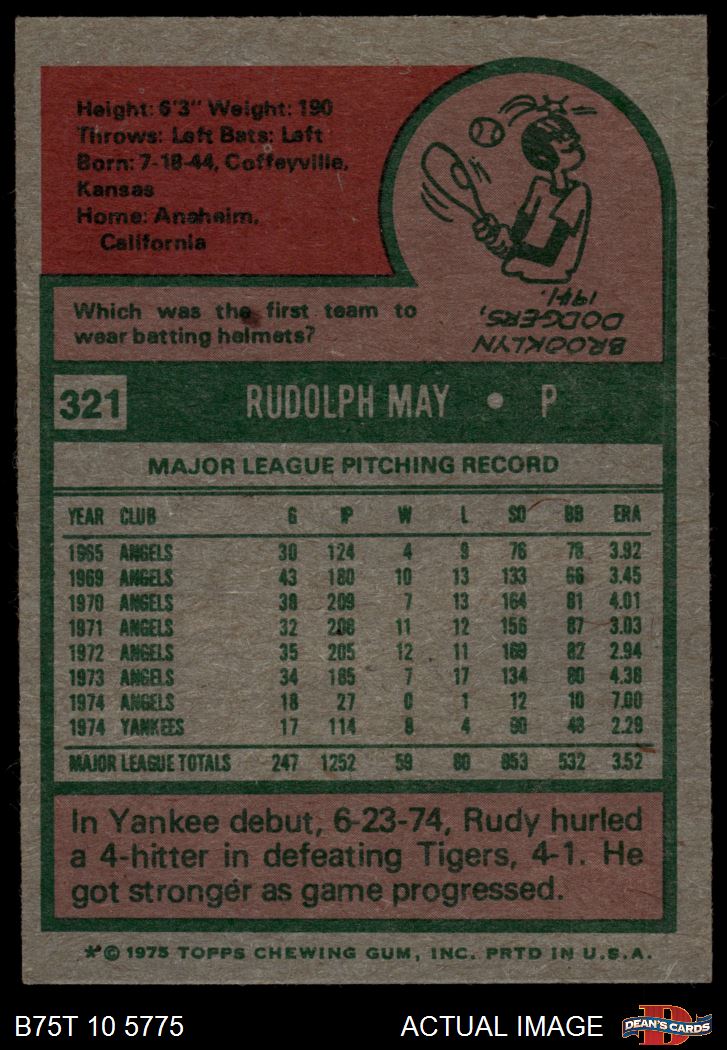 Height: 6'3" Weight: 190
Throws: Left Bats: Left
Born: 7-18-44, Coffeyville,
Kansas
Home: Anaheim,
California
Which was the first team to
wear batting helmets?
BROOKLYN
DODGERS,
1941.
321 RUDOLPH MAY • P
MAJOR LEAGUE PITCHING RECORD
YEAR CLUB G IP W L SO BB ERA
1965 ANGELS 30 124 4 9 76 78 3.92
1969 ANGELS 43 180 10 13 133 66 3.45
1970 ANGELS 38 209 7 13 164 81 4.01
1971 ANGELS 32 208 11 12 156 87 3.03
1972 ANGELS 35 205 12 11 169 82 2.94
1973 ANGELS 34 185 7 17 134 80 4.38
1974 ANGELS 18 27 0 1 12 10 7.00
1974 YANKEES 17 114 8 4 90 48 2.29
MAJOR LEAGUE TOTALS 247 1252 59 80 853 532 3.52
In Yankee debut, 6-23-74, Rudy hurled
a 4-hitter in defeating Tigers, 4-1. He
got stronger as game progressed.
*© 1975 TOPPS CHEWING GUM, INC. PRTD IN U.S.A.
B75T 10 5775 ACTUAL IMAGE DEAN'S CARDS